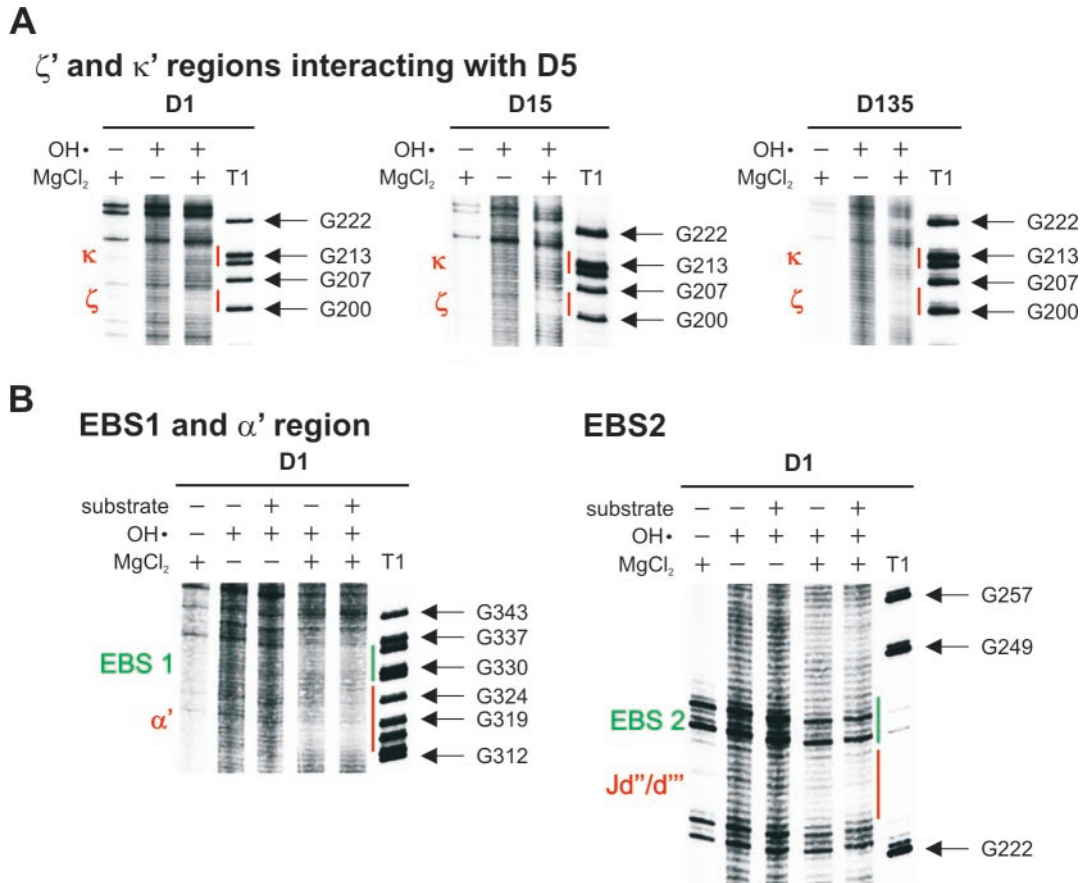 A
ζ' and κ' regions interacting with D5
D1
OH• – + +
MgCl₂ + – + T1
G222
κ
G213
G207
ζ
G200
D15
OH• – + +
MgCl₂ + – + T1
G222
κ
G213
G207
ζ
G200
D135
OH• – + +
MgCl₂ + – + T1
G222
κ
G213
G207
ζ
G200
B
EBS1 and α' region
D1
substrate – – + – +
OH• – + + + +
MgCl₂ + – – + + T1
G343
G337
EBS 1
G330
G324
α'
G319
G312
EBS2
D1
substrate – – + – +
OH• – + + + +
MgCl₂ + – – + + T1
G257
G249
EBS 2
Jd''/d'''
G222